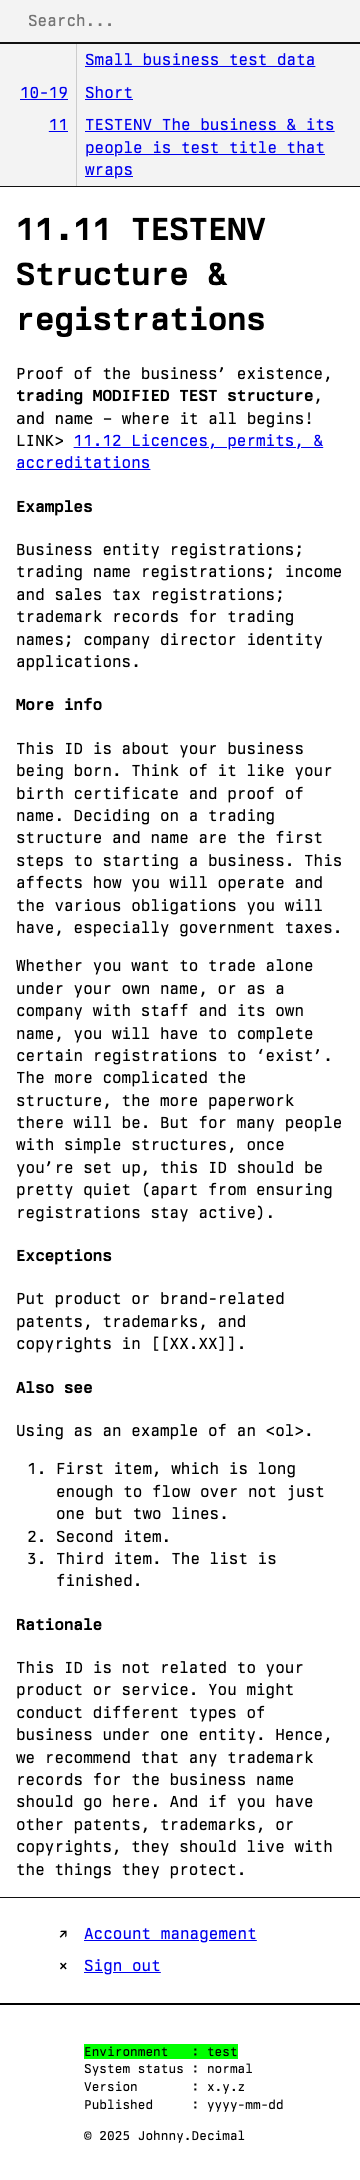 Search...
Small business test data
10-19 Short
11 TESTENV The business & its
people is test title that
wraps
11.11 TESTENV
Structure &
registrations
Proof of the business’ existence,
trading MODIFIED TEST structure,
and name – where it all begins!
LINK> 11.12 Licences, permits, &
accreditations
Examples
Business entity registrations;
trading name registrations; income
and sales tax registrations;
trademark records for trading
names; company director identity
applications.
More info
This ID is about your business
being born. Think of it like your
birth certificate and proof of
name. Deciding on a trading
structure and name are the first
steps to starting a business. This
affects how you will operate and
the various obligations you will
have, especially government taxes.
Whether you want to trade alone
under your own name, or as a
company with staff and its own
name, you will have to complete
certain registrations to ‘exist’.
The more complicated the
structure, the more paperwork
there will be. But for many people
with simple structures, once
you’re set up, this ID should be
pretty quiet (apart from ensuring
registrations stay active).
Exceptions
Put product or brand-related
patents, trademarks, and
copyrights in [[XX.XX]].
Also see
Using as an example of an <ol>.
1. First item, which is long
enough to flow over not just
one but two lines.
2. Second item.
3. Third item. The list is
finished.
Rationale
This ID is not related to your
product or service. You might
conduct different types of
business under one entity. Hence,
we recommend that any trademark
records for the business name
should go here. And if you have
other patents, trademarks, or
copyrights, they should live with
the things they protect.
↗ Account management
× Sign out
Environment : test
System status : normal
Version : x.y.z
Published : yyyy-mm-dd
© 2025 Johnny.Decimal